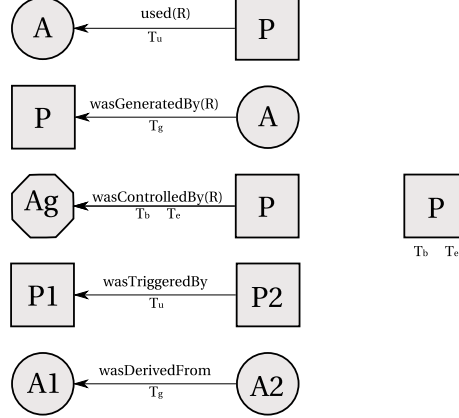 A used(R) P
Tu
P wasGeneratedBy(R) A
Tg
Ag wasControlledBy(R) P
Tb Te
P
Tb Te
P1 wasTriggeredBy P2
Tu
A1 wasDerivedFrom A2
Tg